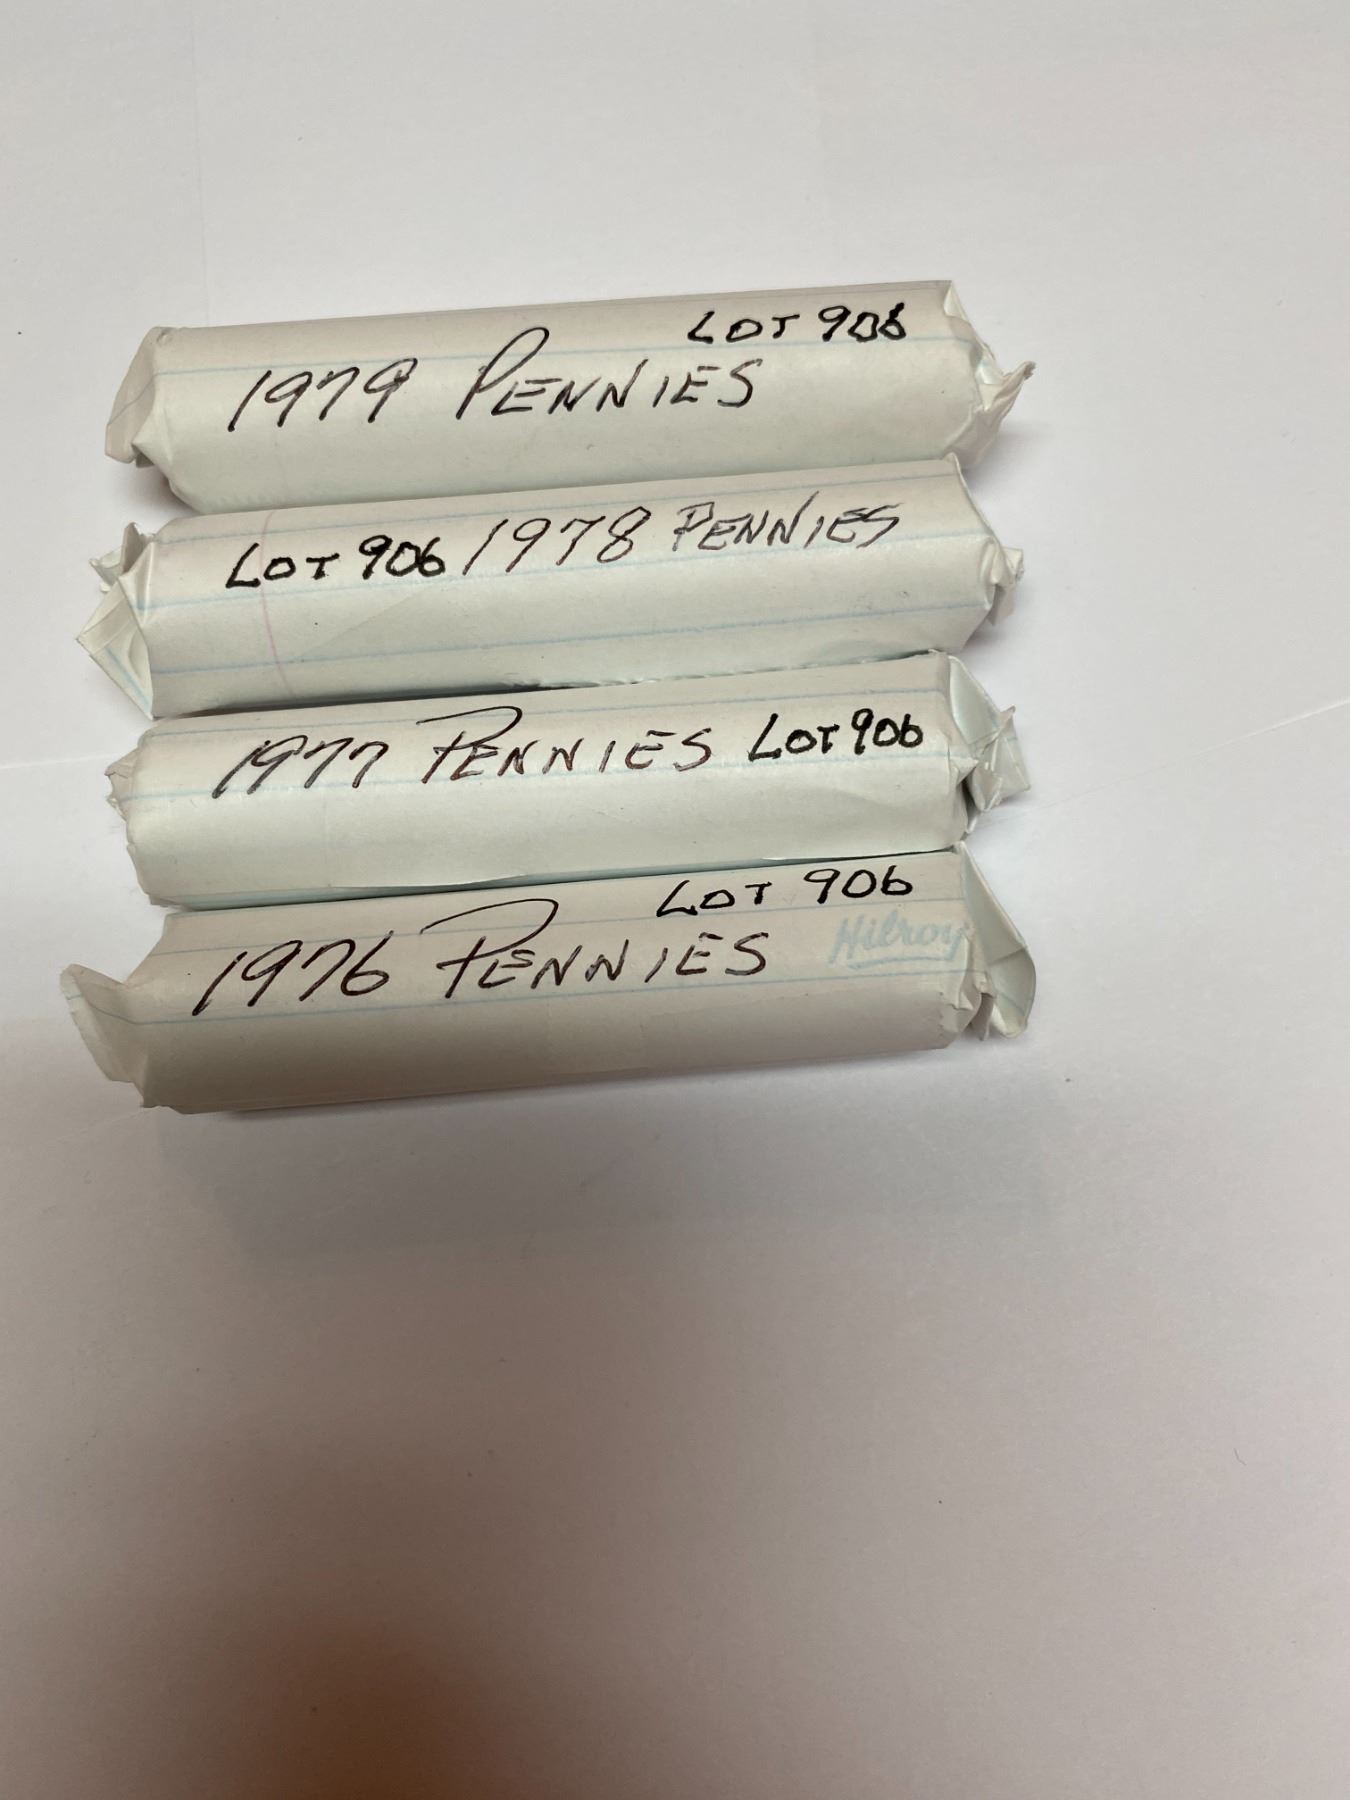 LOT 906
1979 PENNIES
LOT 906 1978 PENNIES
1977 PENNIES LOT 906
LOT 906
1976 PENNIES
Hilroy